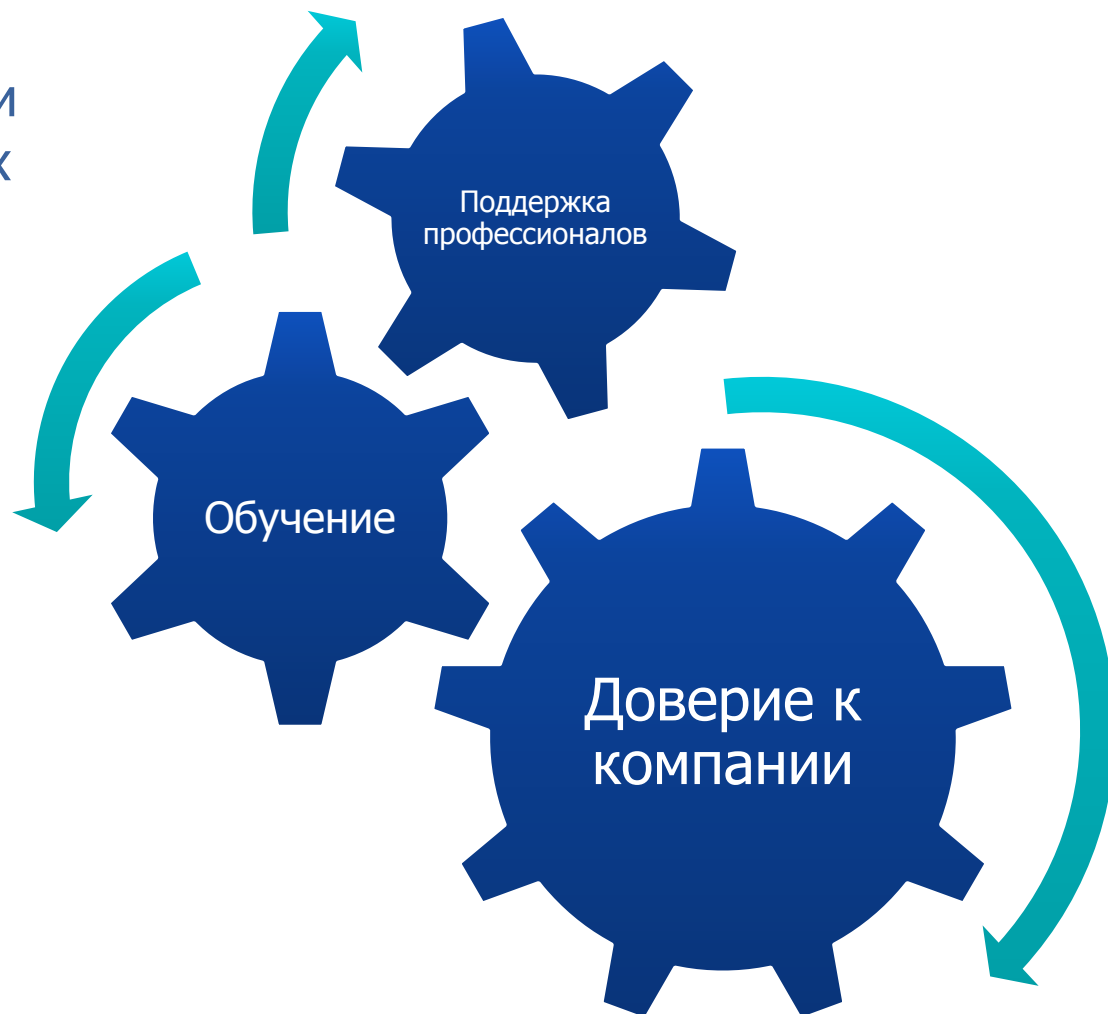 Поддержка
профессионалов
Обучение
Доверие к
компании